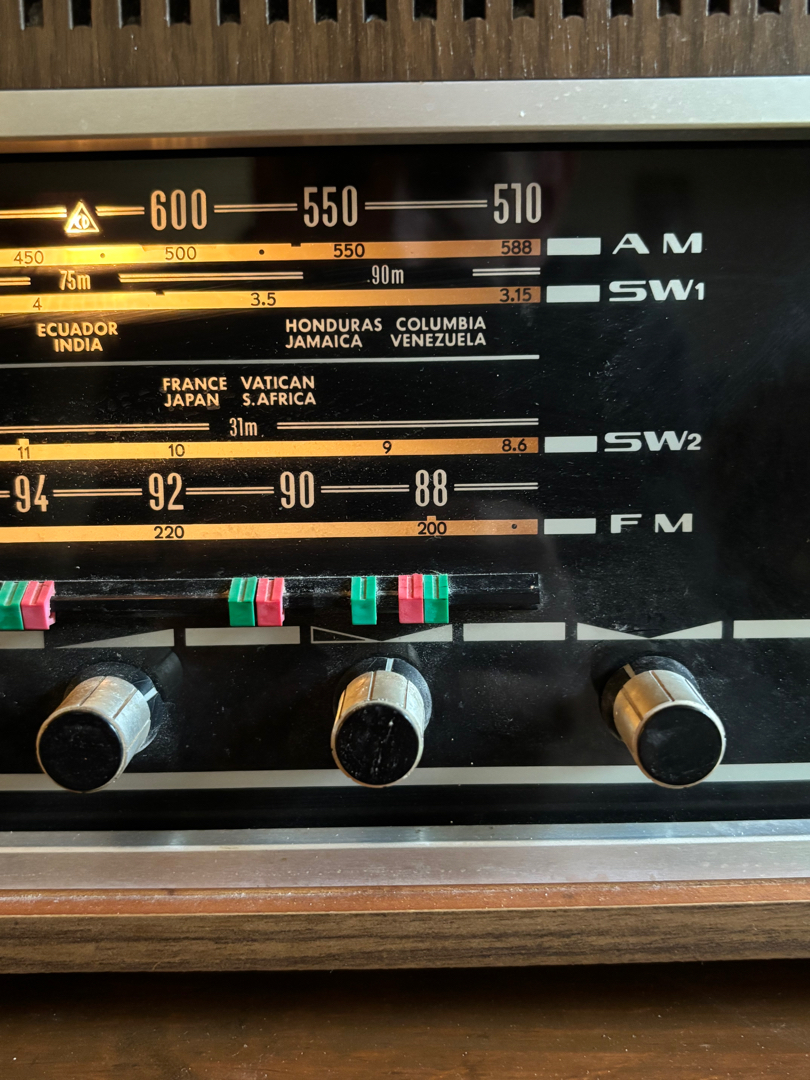 600 550 510
450 500 550 588 AM
75m 90m
4 3.5 3.15 SW1
ECUADOR HONDURAS COLUMBIA
INDIA JAMAICA VENEZUELA
FRANCE VATICAN
JAPAN S.AFRICA
31m
11 10 9 8.6 SW2
94 92 90 88
220 200 FM